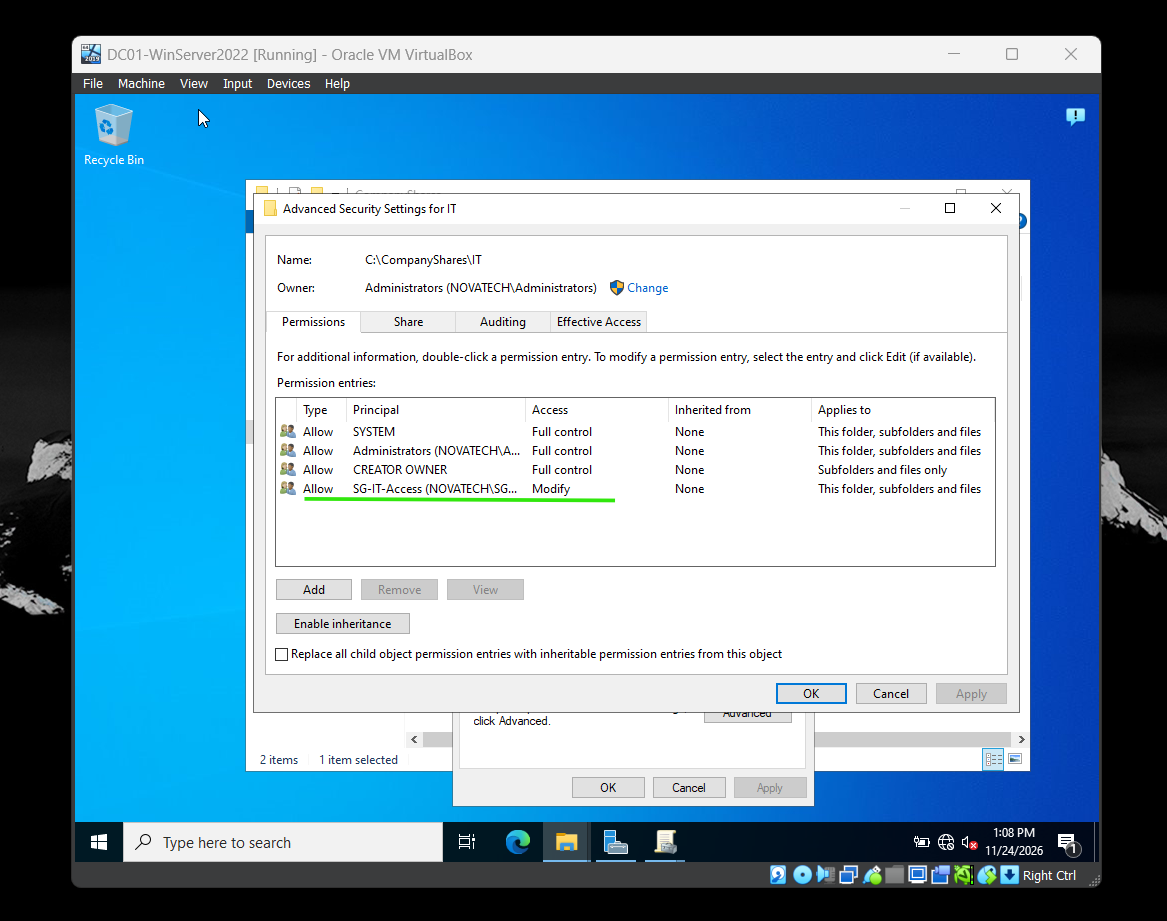 DC01-WinServer2022 [Running] - Oracle VM VirtualBox
File Machine View Input Devices Help
Recycle Bin
Advanced Security Settings for IT
Name: C:\CompanyShares\IT
Owner: Administrators (NOVATECH\Administrators) Change
Permissions Share Auditing Effective Access
For additional information, double-click a permission entry. To modify a permission entry, select the entry and click Edit (if available).
Permission entries:
Type Principal Access Inherited from Applies to
Allow SYSTEM Full control None This folder, subfolders and files
Allow Administrators (NOVATECH\A... Full control None This folder, subfolders and files
Allow CREATOR OWNER Full control None Subfolders and files only
Allow SG-IT-Access (NOVATECH\SG... Modify None This folder, subfolders and files
Add Remove View
Enable inheritance
Replace all child object permission entries with inheritable permission entries from this object
OK Cancel Apply
Advanced
click Advanced.
2 items 1 item selected
OK Cancel Apply
Type here to search
1:08 PM
11/24/2026
1
Right Ctrl